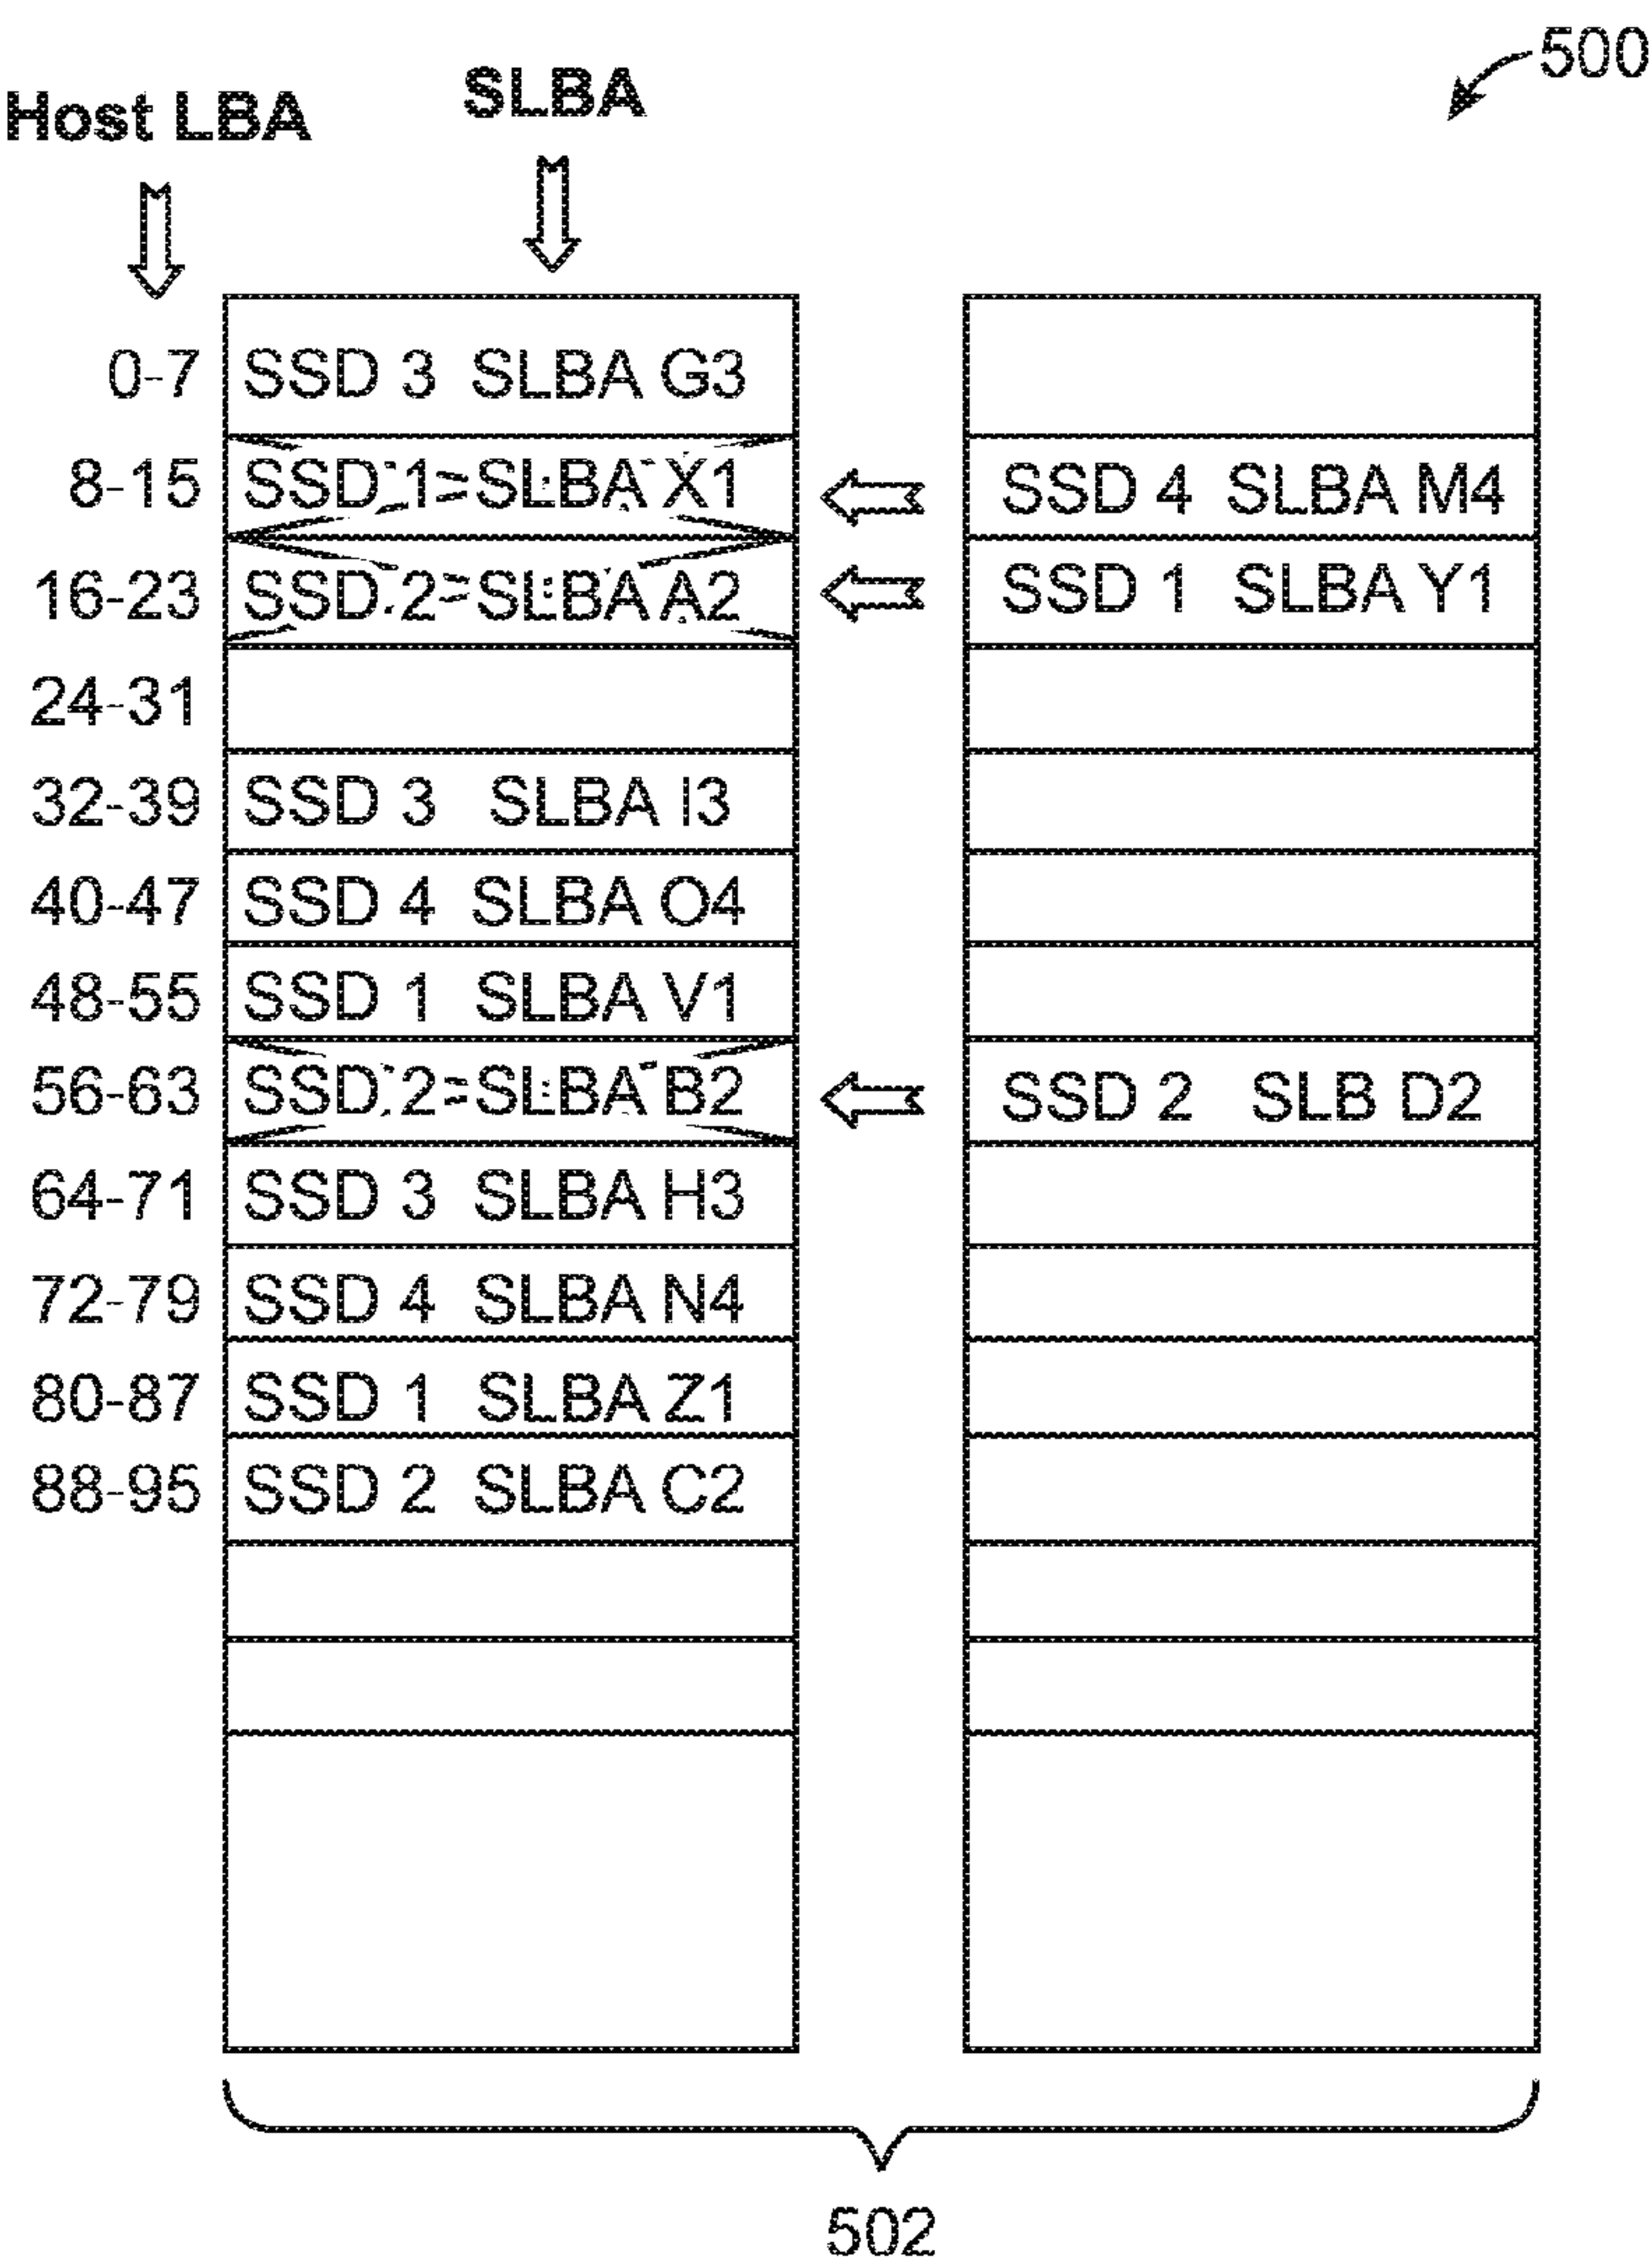 500
Host LBA SLBA
0-7 SSD 3 SLBA G3
8-15 SSD 1 SLBA X1 SSD 4 SLBA M4
16-23 SSD 2 SLBA A2 SSD 1 SLBA Y1
24-31
32-39 SSD 3 SLBA I3
40-47 SSD 4 SLBA O4
48-55 SSD 1 SLBA V1
56-63 SSD 2 SLBA B2 SSD 2 SLB D2
64-71 SSD 3 SLBA H3
72-79 SSD 4 SLBA N4
80-87 SSD 1 SLBA Z1
88-95 SSD 2 SLBA C2
502